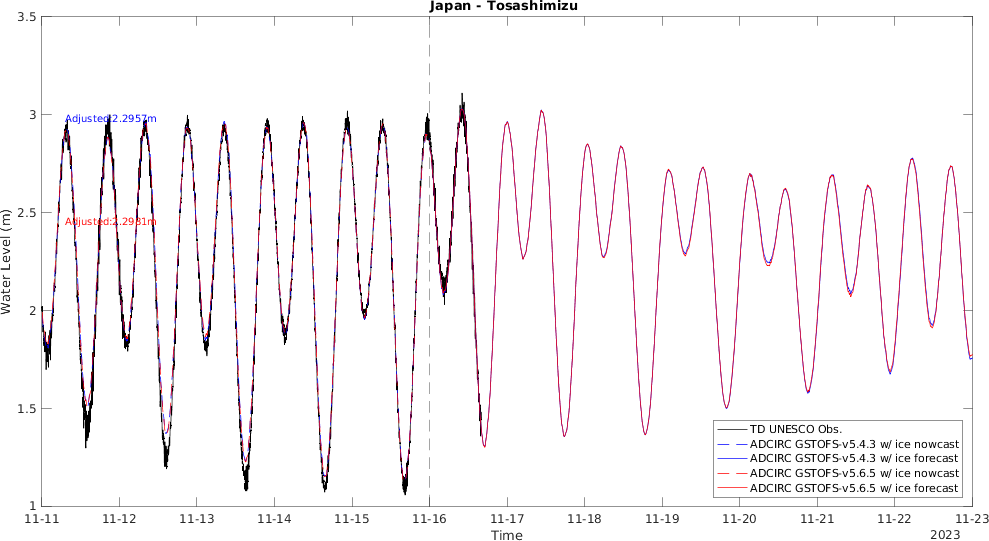 Japan - Tosashimizu
3.5
3
2.5
2
1.5
1
Water Level (m)
Adjusted:2.2957m
Adjusted:2.2981m
TD UNESCO Obs.
ADCIRC GSTOFS-v5.4.3 w/ ice nowcast
ADCIRC GSTOFS-v5.4.3 w/ ice forecast
ADCIRC GSTOFS-v5.6.5 w/ ice nowcast
ADCIRC GSTOFS-v5.6.5 w/ ice forecast
11-11 11-12 11-13 11-14 11-15 11-16 11-17 11-18 11-19 11-20 11-21 11-22 11-23
Time
2023